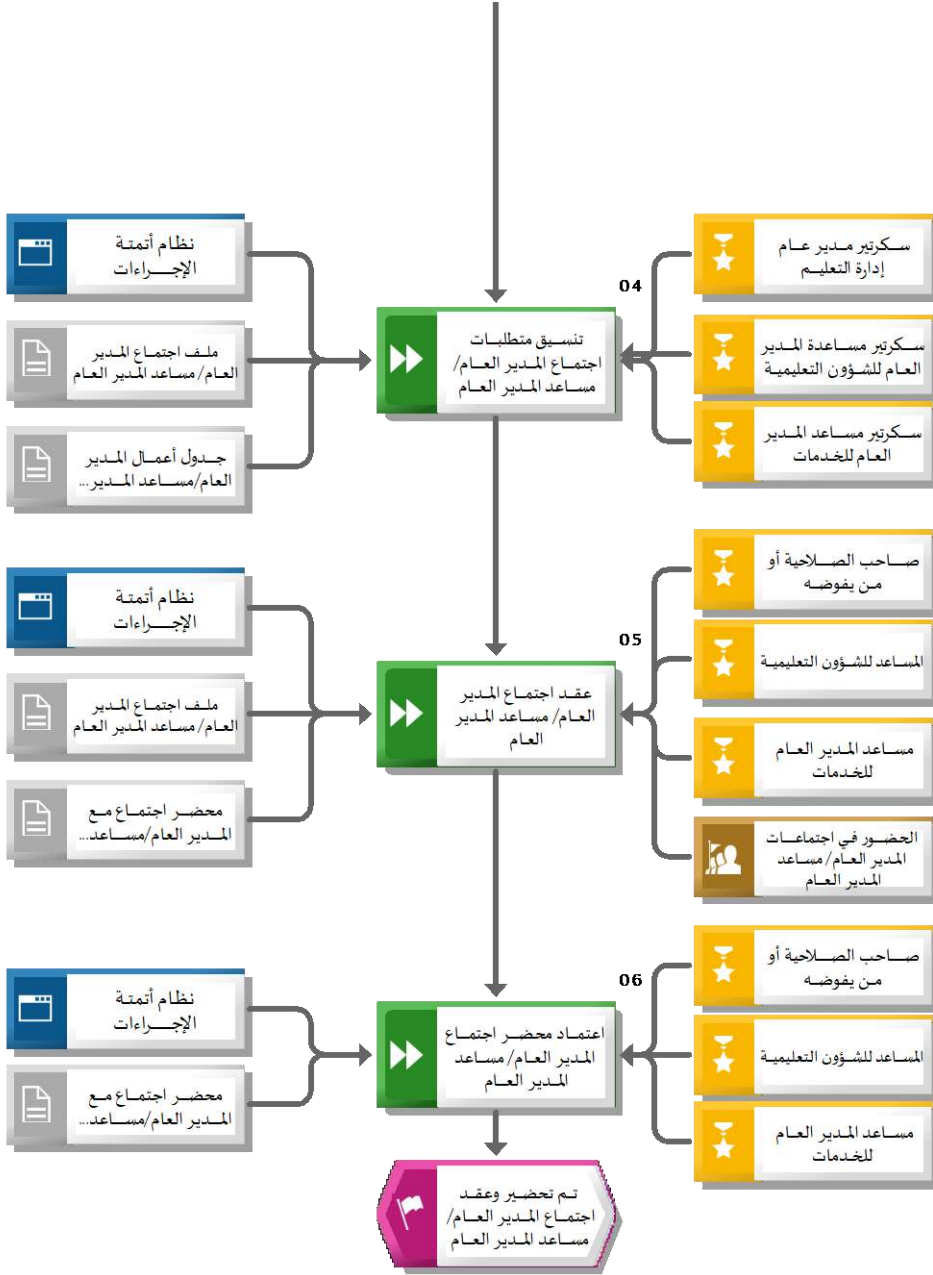 سكرتير مدير عام
إدارة التعليم
04
نظام أتمتة
الإجراءات
سكرتير مساعدة المدير
العام للشؤون التعليمية
تنسيق متطلبات
اجتماع المدير العام/
مساعد المدير العام
ملف اجتماع المدير
العام/ مساعد المدير العام
سكرتير مساعد المدير
العام للخدمات
جدول أعمال المدير
العام/مساعد المدير...
صاحب الصلاحية أو
من يفوضه
05
نظام أتمتة
الإجراءات
المساعد للشؤون التعليمية
عقد اجتماع المدير
العام/ مساعد المدير
العام
ملف اجتماع المدير
العام/ مساعد المدير العام
مساعد المدير العام
للخدمات
محضر اجتماع مع
المدير العام/مساعد...
الحضور في اجتماعات
المدير العام/ مساعد
المدير العام
صاحب الصلاحية أو
من يفوضه
06
نظام أتمتة
الإجراءات
المساعد للشؤون التعليمية
اعتماد محضر اجتماع
المدير العام/ مساعد
المدير العام
محضر اجتماع مع
المدير العام/مساعد...
مساعد المدير العام
للخدمات
تم تحضير وعقد
اجتماع المدير العام/
مساعد المدير العام